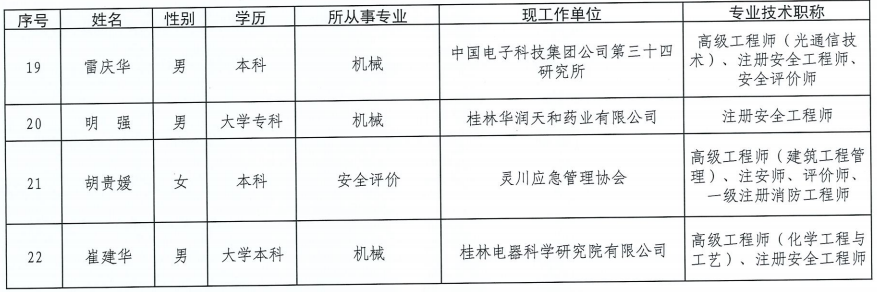 序号 姓名 性别 学历 所从事专业 现工作单位 专业技术职称
19 雷庆华 男 本科 机械 中国电子科技集团公司第三十四
研究所 高级工程师（光通信技
术）、注册安全工程师、
安全评价师
20 明 强 男 大学专科 机械 桂林华润天和药业有限公司 注册安全工程师
21 胡贵媛 女 本科 安全评价 灵川应急管理协会 高级工程师（建筑工程管
理）、注安师、评价师、
一级注册消防工程师
22 崔建华 男 大学本科 机械 桂林电器科学研究院有限公司 高级工程师（化学工程与
工艺）、注册安全工程师